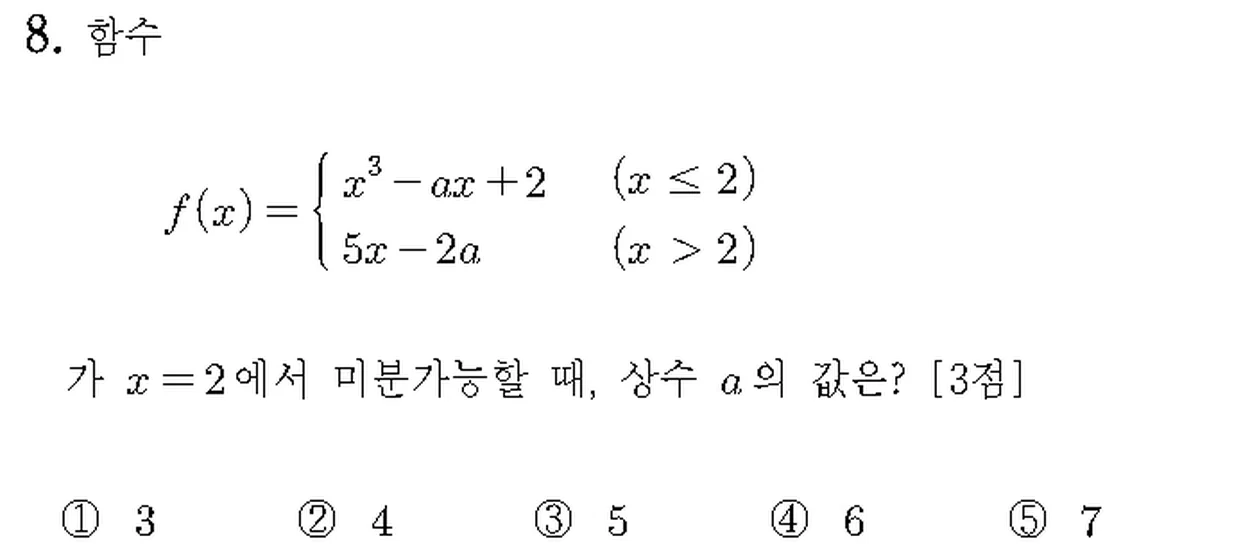 8. 함수
f(x) = { x³ − ax + 2 (x ≤ 2)
5x − 2a (x > 2)
가 x = 2에서 미분가능할 때, 상수 a의 값은? [3점]
① 3 ② 4 ③ 5 ④ 6 ⑤ 7